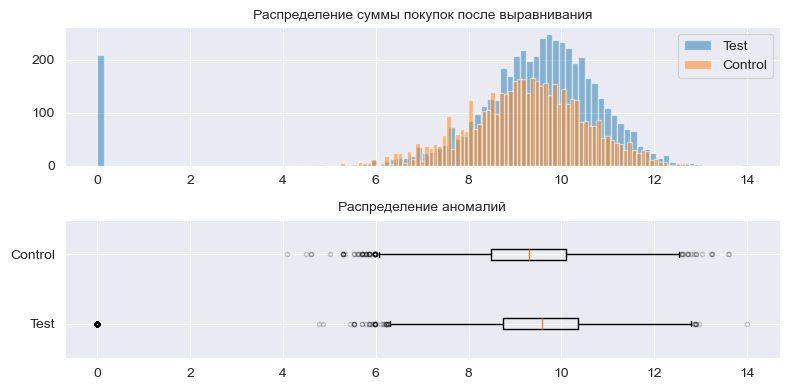 Распределение суммы покупок после выравнивания
Test
Control
200
100
0
0 2 4 6 8 10 12 14
Распределение аномалий
Control
Test
0 2 4 6 8 10 12 14